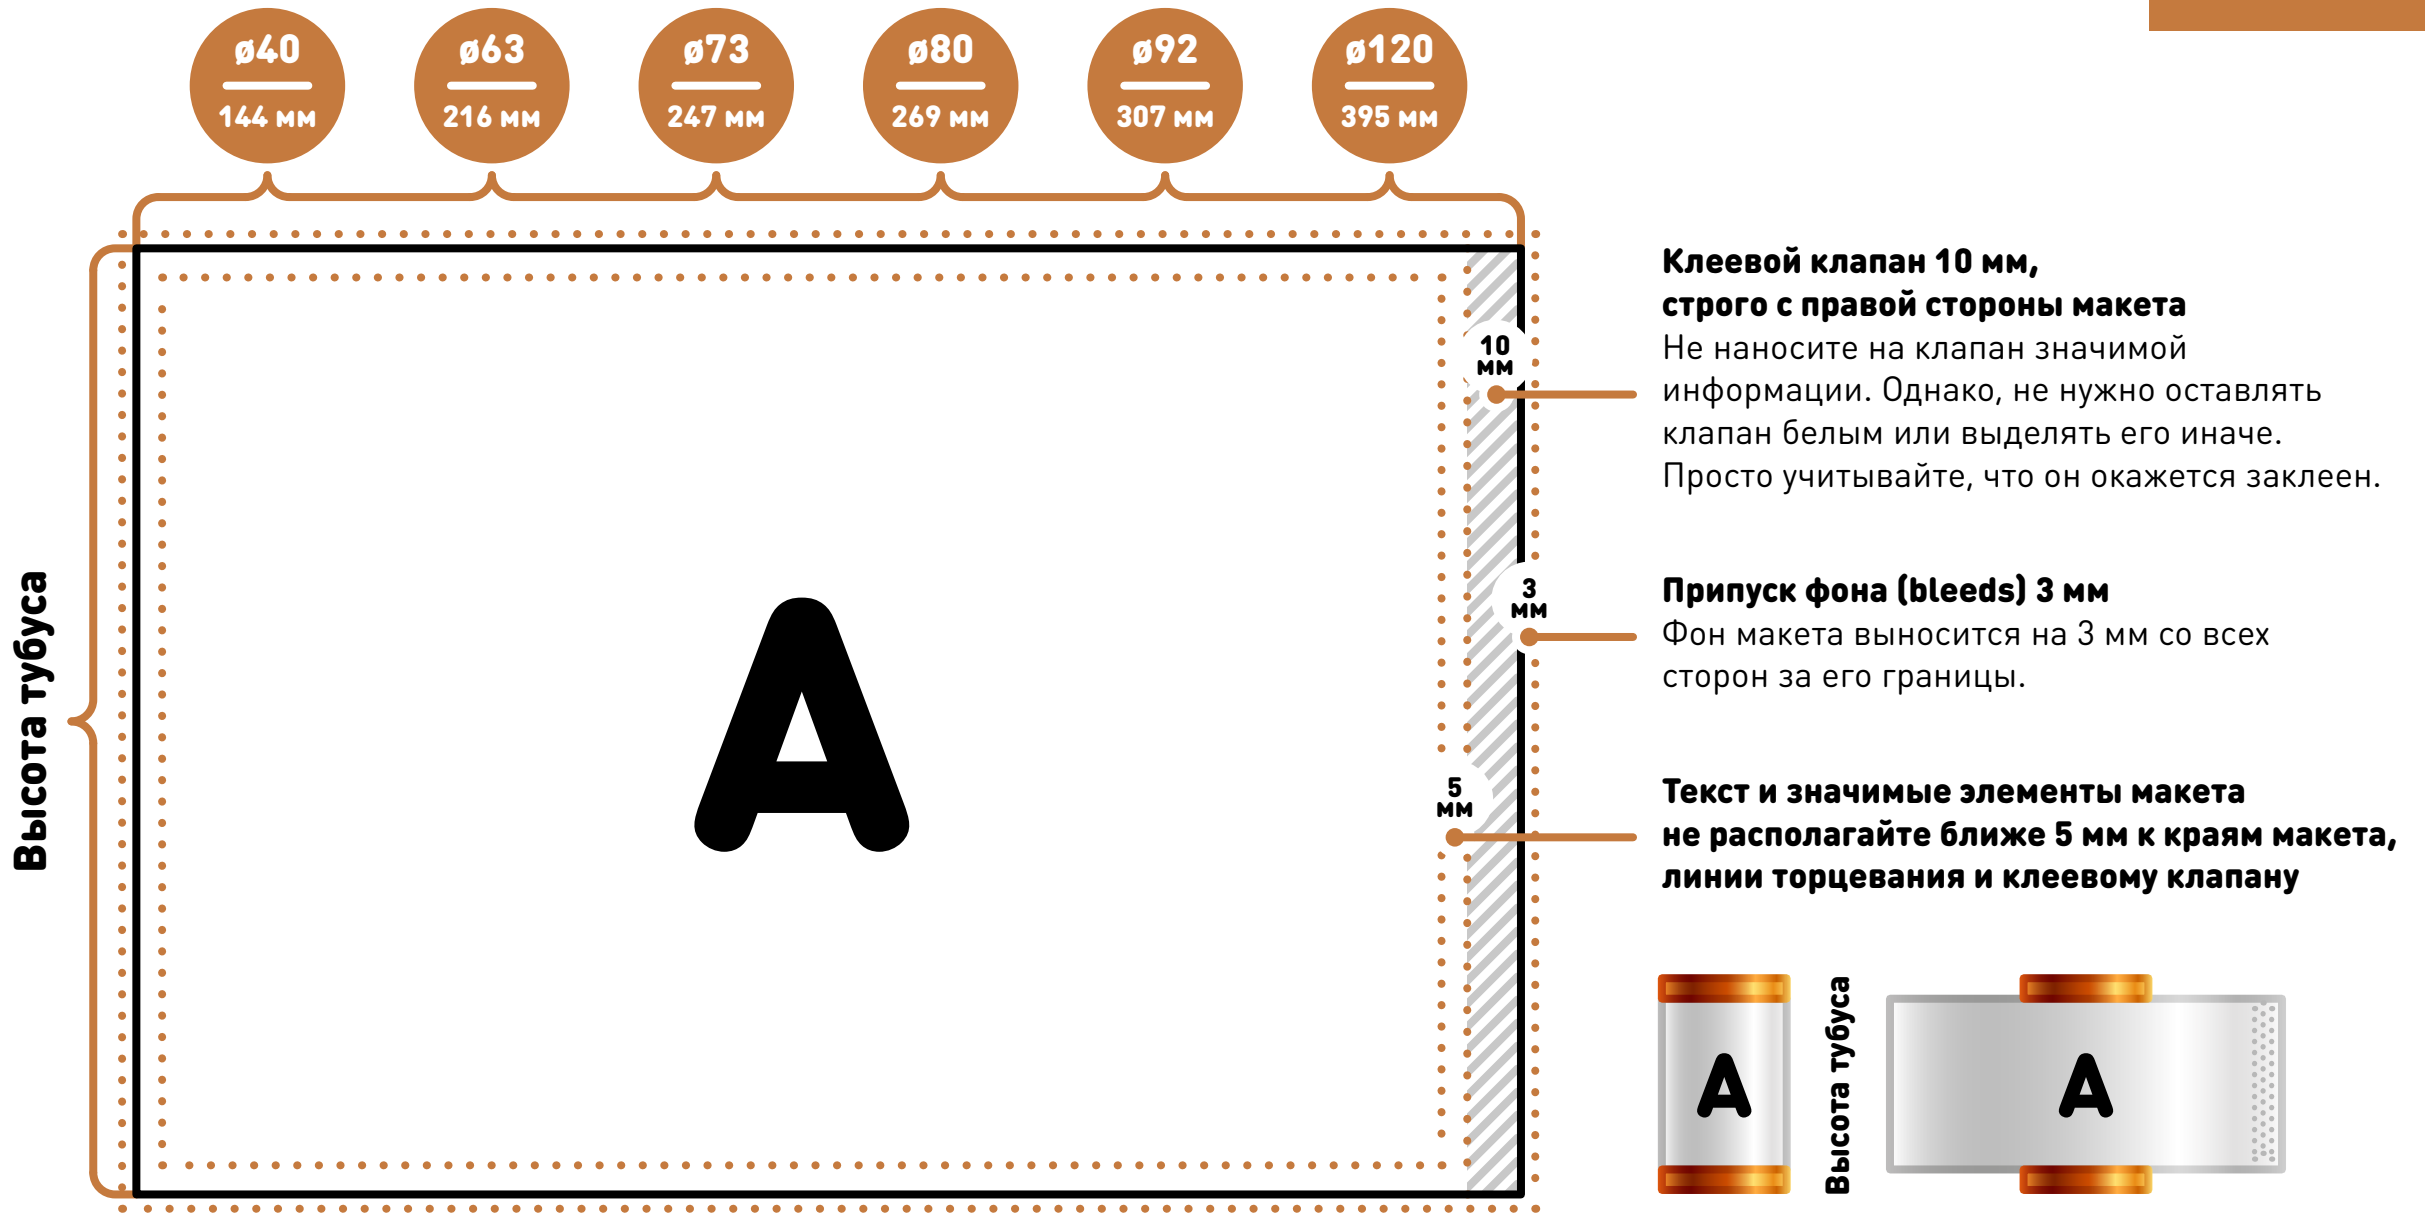 ø40
144 мм
ø63
216 мм
ø73
247 мм
ø80
269 мм
ø92
307 мм
ø120
395 мм
Высота тубуса
А
10
мм
Клеевой клапан 10 мм,
строго с правой стороны макета
Не наносите на клапан значимой
информации. Однако, не нужно оставлять
клапан белым или выделять его иначе.
Просто учитывайте, что он окажется заклеен.
3
мм
Припуск фона (bleeds) 3 мм
Фон макета выносится на 3 мм со всех
сторон за его границы.
5
мм
Текст и значимые элементы макета
не располагайте ближе 5 мм к краям макета,
линии торцевания и клеевому клапану
А
Высота тубуса
А